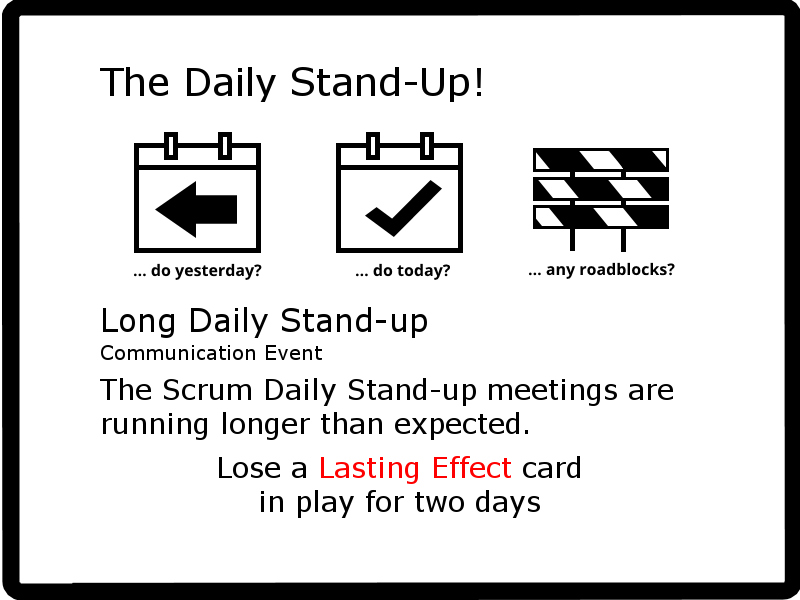 The Daily Stand-Up!
... do yesterday?
... do today?
... any roadblocks?
Long Daily Stand-up
Communication Event
The Scrum Daily Stand-up meetings are
running longer than expected.
Lose a Lasting Effect card
in play for two days